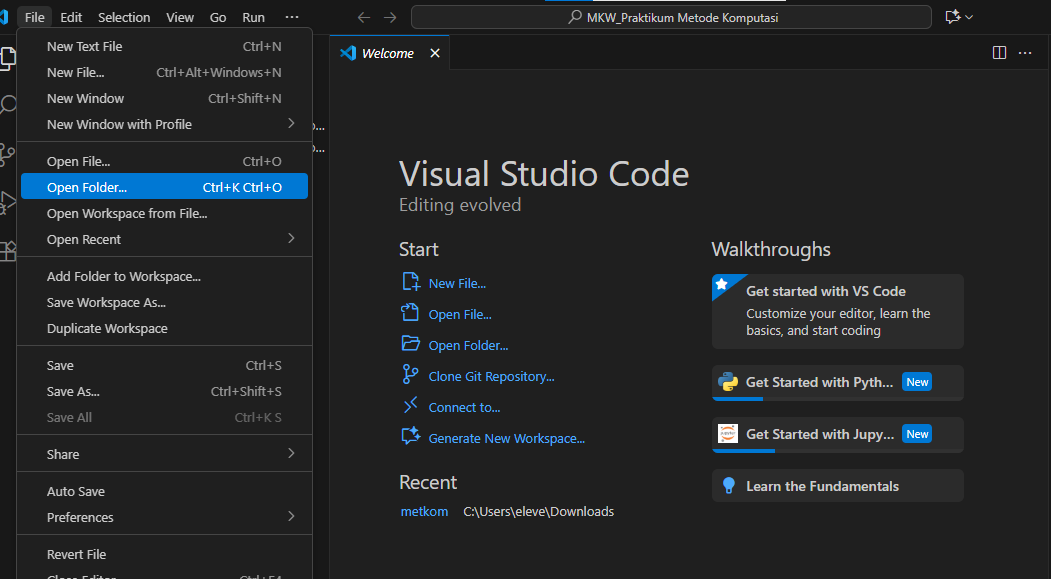 File Edit Selection View Go Run ···
MKW_Praktikum Metode Komputasi
New Text File Ctrl+N
New File... Ctrl+Alt+Windows+N
New Window Ctrl+Shift+N
New Window with Profile
Open File... Ctrl+O
Open Folder... Ctrl+K Ctrl+O
Open Workspace from File...
Open Recent
Add Folder to Workspace...
Save Workspace As...
Duplicate Workspace
Save Ctrl+S
Save As... Ctrl+Shift+S
Save All Ctrl+K S
Share
Auto Save
Preferences
Revert File
Close Editor Ctrl+F4
o...
o...
Welcome
Visual Studio Code
Editing evolved
Start
New File...
Open File...
Open Folder...
Clone Git Repository...
Connect to...
Generate New Workspace...
Recent
metkom C:\Users\eleve\Downloads
Walkthroughs
Get started with VS Code
Customize your editor, learn the
basics, and start coding
Get Started with Pyth... New
Get Started with Jupy... New
Learn the Fundamentals